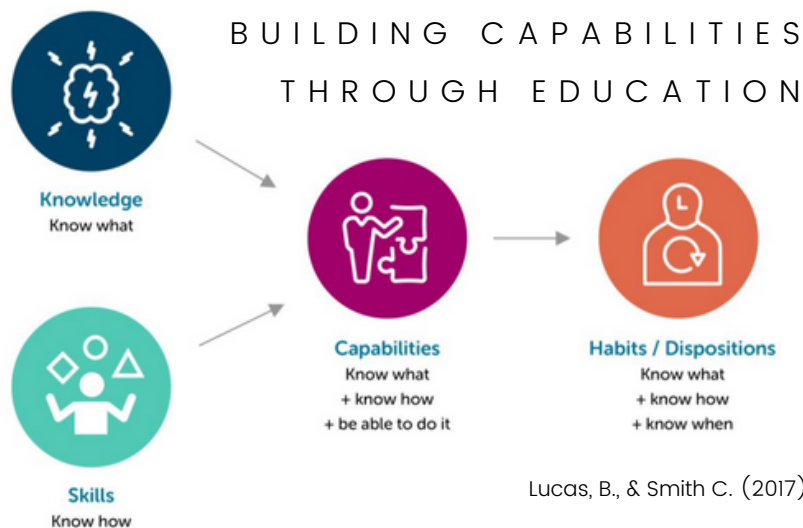 BUILDING CAPABILITIES
THROUGH EDUCATION
Knowledge
Know what
Skills
Know how
Capabilities
Know what
+ know how
+ be able to do it
Habits / Dispositions
Know what
+ know how
+ know when
Lucas, B., & Smith C. (2017)